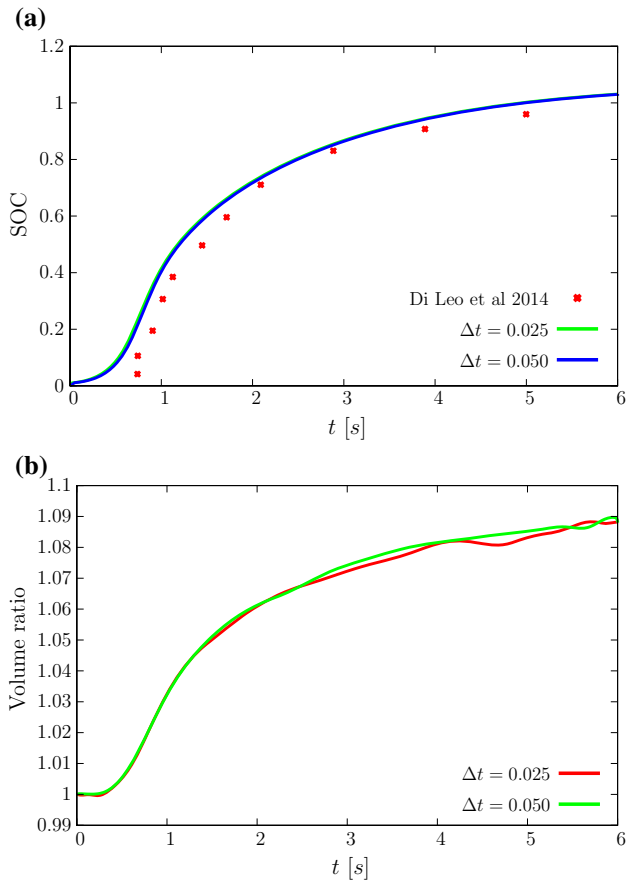 (a)
1.2
1
0.8
0.6
0.4
0.2
0
SOC
Di Leo et al 2014
Δt = 0.025
Δt = 0.050
0 1 2 3 4 5 6
t [s]
(b)
1.1
1.09
1.08
1.07
1.06
1.05
1.04
1.03
1.02
1.01
1
0.99
Volume ratio
Δt = 0.025
Δt = 0.050
0 1 2 3 4 5 6
t [s]